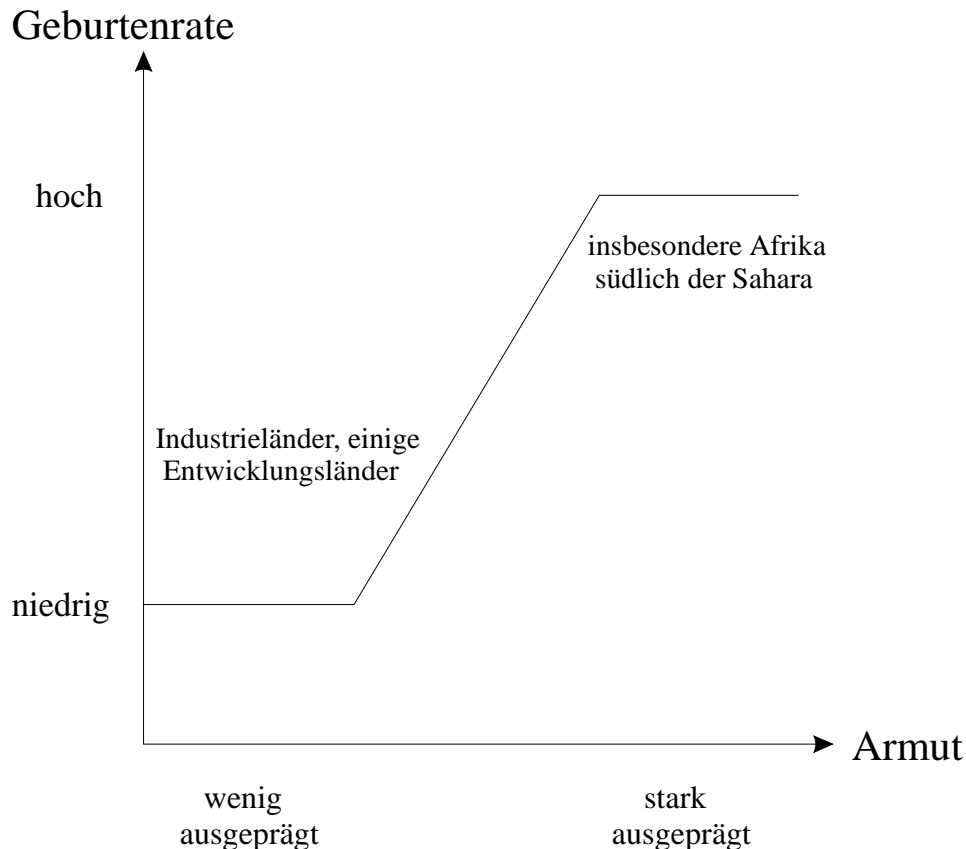 Geburtenrate
hoch
insbesondere Afrika
südlich der Sahara
Industrieländer, einige
Entwicklungsländer
niedrig
Armut
wenig
ausgeprägt
stark
ausgeprägt